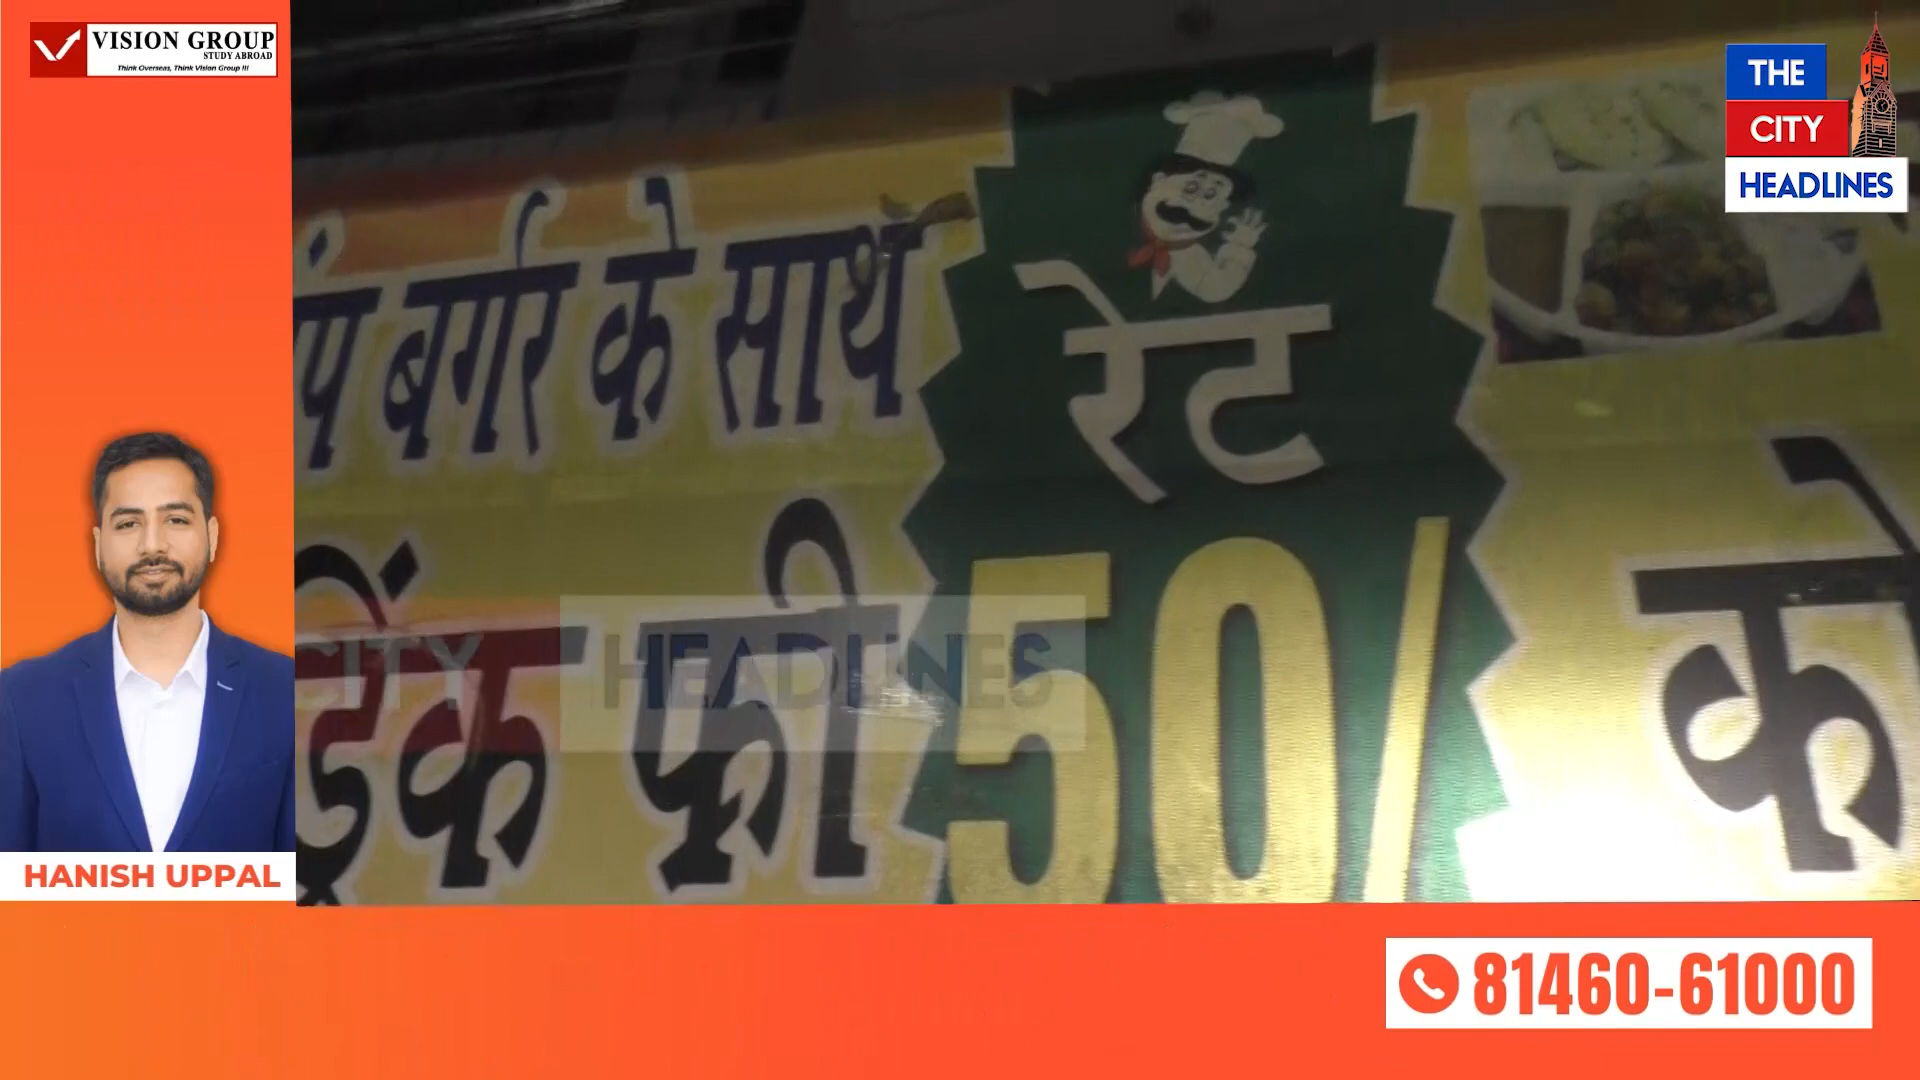 VISION GROUP
STUDY ABROAD
Think Overseas, Think Vision Group !!!
THE
CITY
HEADLINES
बर्गर के साथ
रेट
ड्रिंक फ्री
50/
CITY HEADLINES
HANISH UPPAL
81460-61000